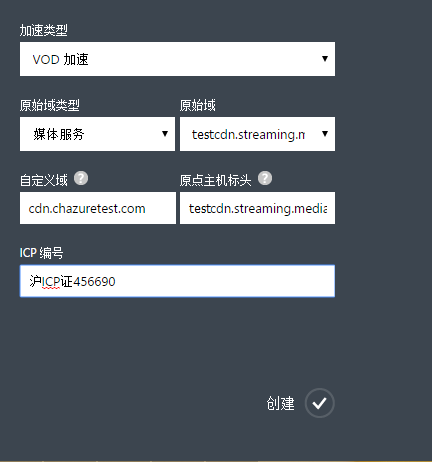 加速类型
VOD 加速
原始域类型 原始域
媒体服务 testcdn.streaming.m
自定义域 ? 原点主机标头 ?
cdn.chazuretest.com testcdn.streaming.media
ICP 编号
沪ICP证456690
创建